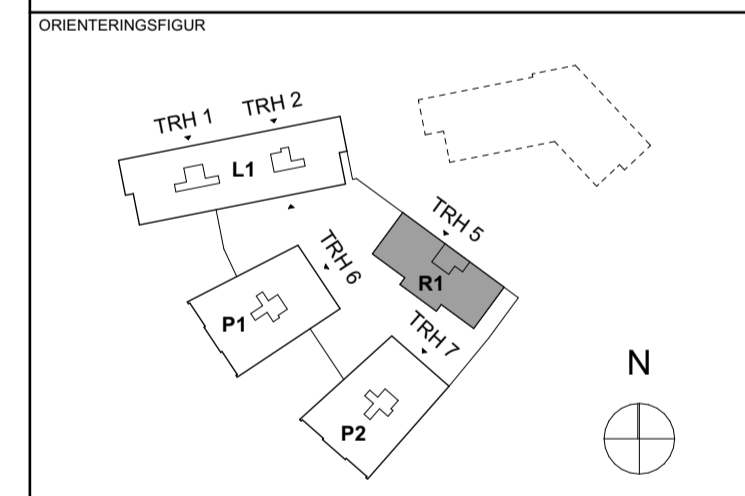 ORIENTERINGSFIGUR
TRH 1
TRH 2
L1
TRH 5
TRH 6
R1
P1
TRH 7
N
P2